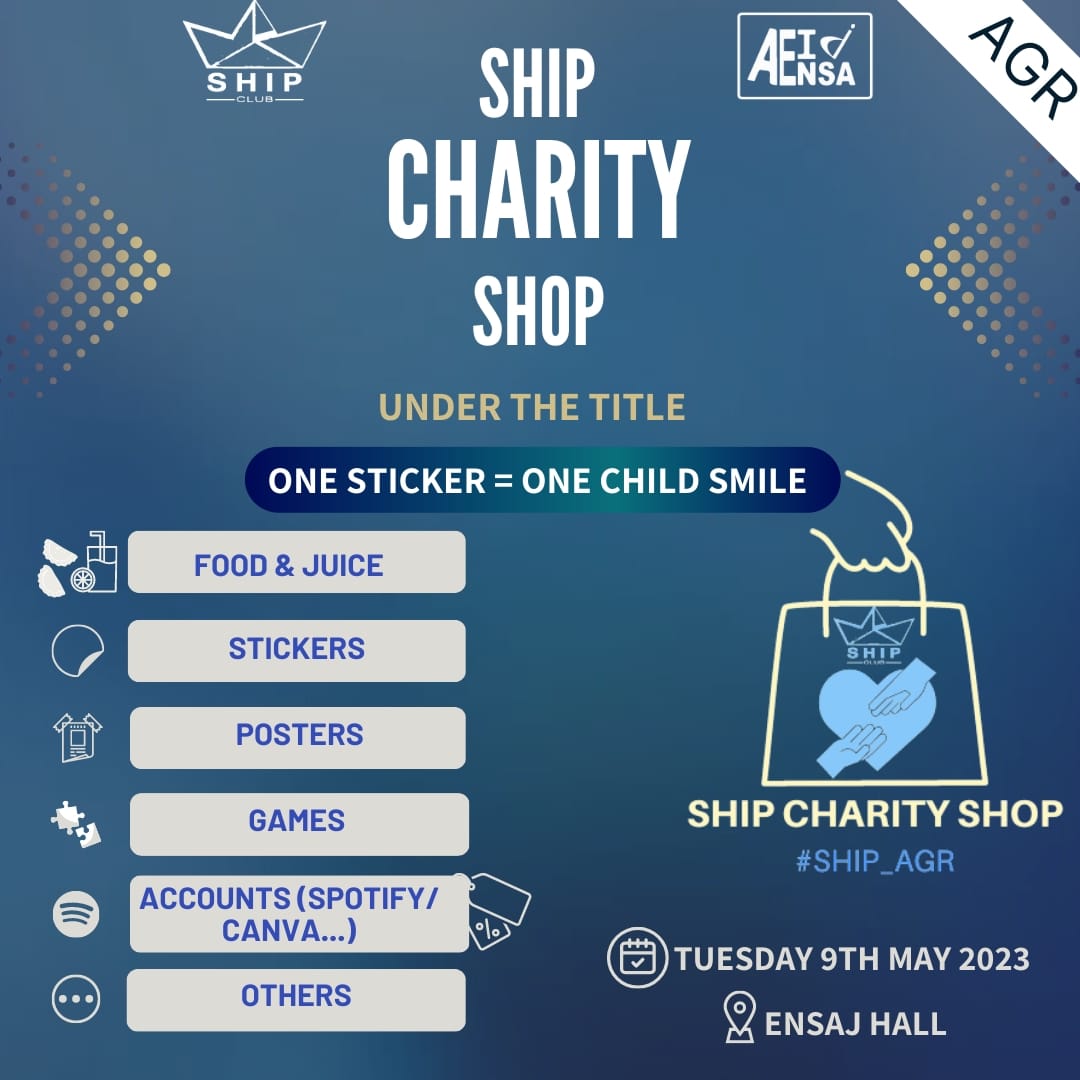 SHIP
CLUB
AEI ENSA
AGR
SHIP
CHARITY
SHOP
UNDER THE TITLE
ONE STICKER = ONE CHILD SMILE
FOOD & JUICE
STICKERS
POSTERS
GAMES
ACCOUNTS (SPOTIFY/
CANVA...)
OTHERS
%
SHIP
CLUB
SHIP CHARITY SHOP
#SHIP_AGR
TUESDAY 9TH MAY 2023
ENSAJ HALL